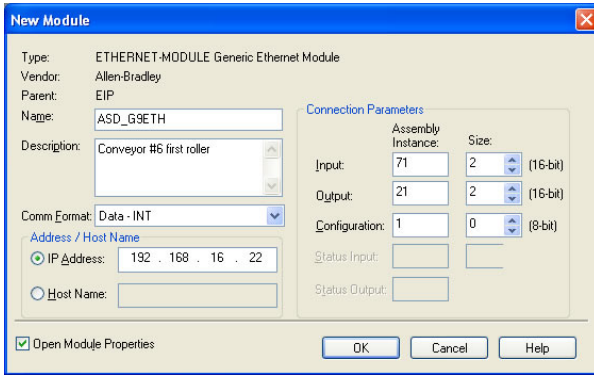 New Module
Type: ETHERNET-MODULE Generic Ethernet Module
Vendor: Allen-Bradley
Parent: EIP
Name: ASD_G9ETH
Description: Conveyor #6 first roller
Comm Format: Data - INT
Address / Host Name
IP Address: 192 . 168 . 16 . 22
Host Name:
Connection Parameters
Assembly
Instance: Size:
Input: 71 2 (16-bit)
Output: 21 2 (16-bit)
Configuration: 1 0 (8-bit)
Status Input:
Status Output:
Open Module Properties
OK Cancel Help